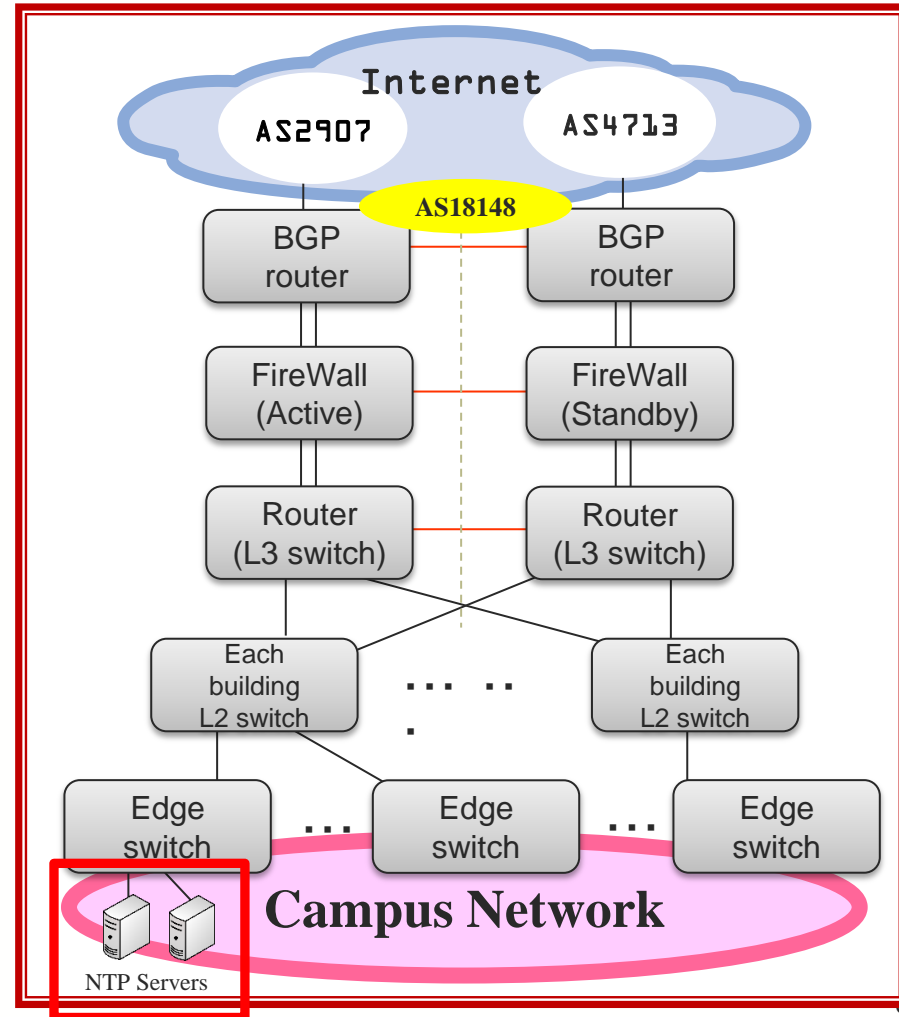 Internet
AS2907
AS4713
AS18148
BGP
router
BGP
router
FireWall
(Active)
FireWall
(Standby)
Router
(L3 switch)
Router
(L3 switch)
Each
building
L2 switch
... ..
.
Each
building
L2 switch
Edge
switch
...
Edge
switch
...
Edge
switch
Campus Network
NTP Servers